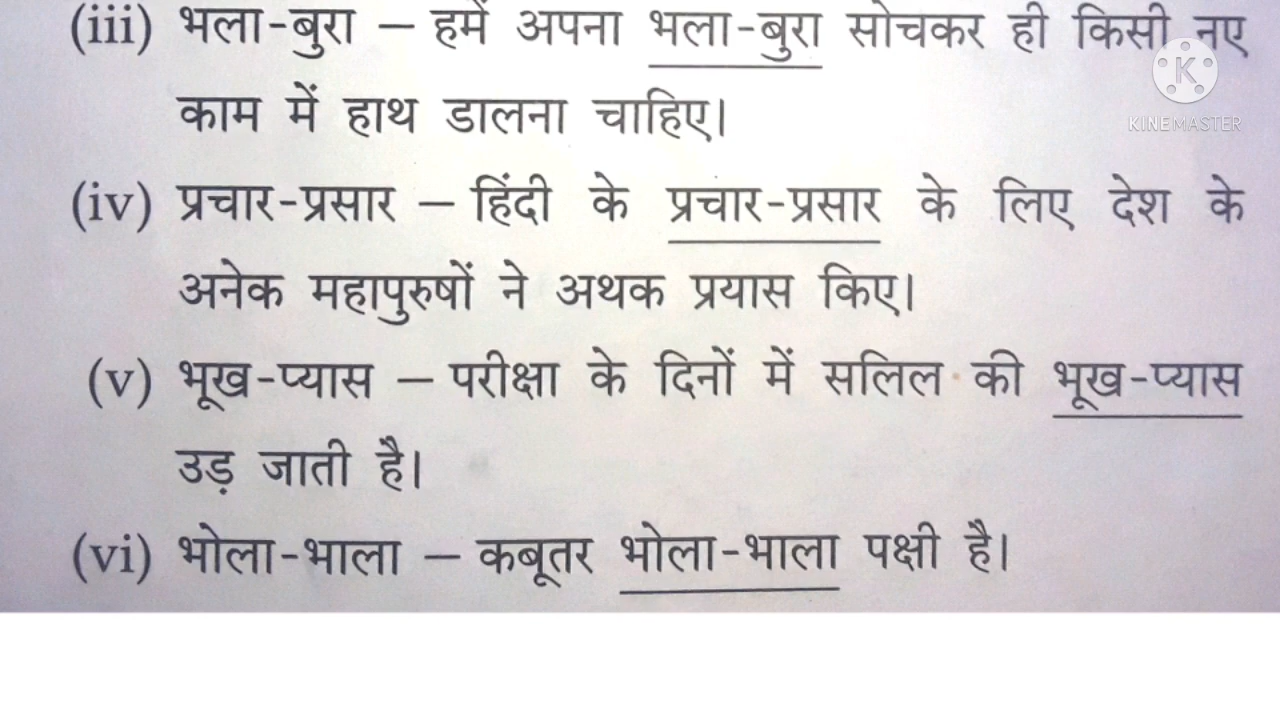 (iii) भला-बुरा – हमें अपना भला-बुरा सोचकर ही किसी नए
काम में हाथ डालना चाहिए।
(iv) प्रचार-प्रसार – हिंदी के प्रचार-प्रसार के लिए देश के
अनेक महापुरुषों ने अथक प्रयास किए।
(v) भूख-प्यास – परीक्षा के दिनों में सलिल की भूख-प्यास
उड़ जाती है।
(vi) भोला-भाला – कबूतर भोला-भाला पक्षी है।
K
KINEMASTER